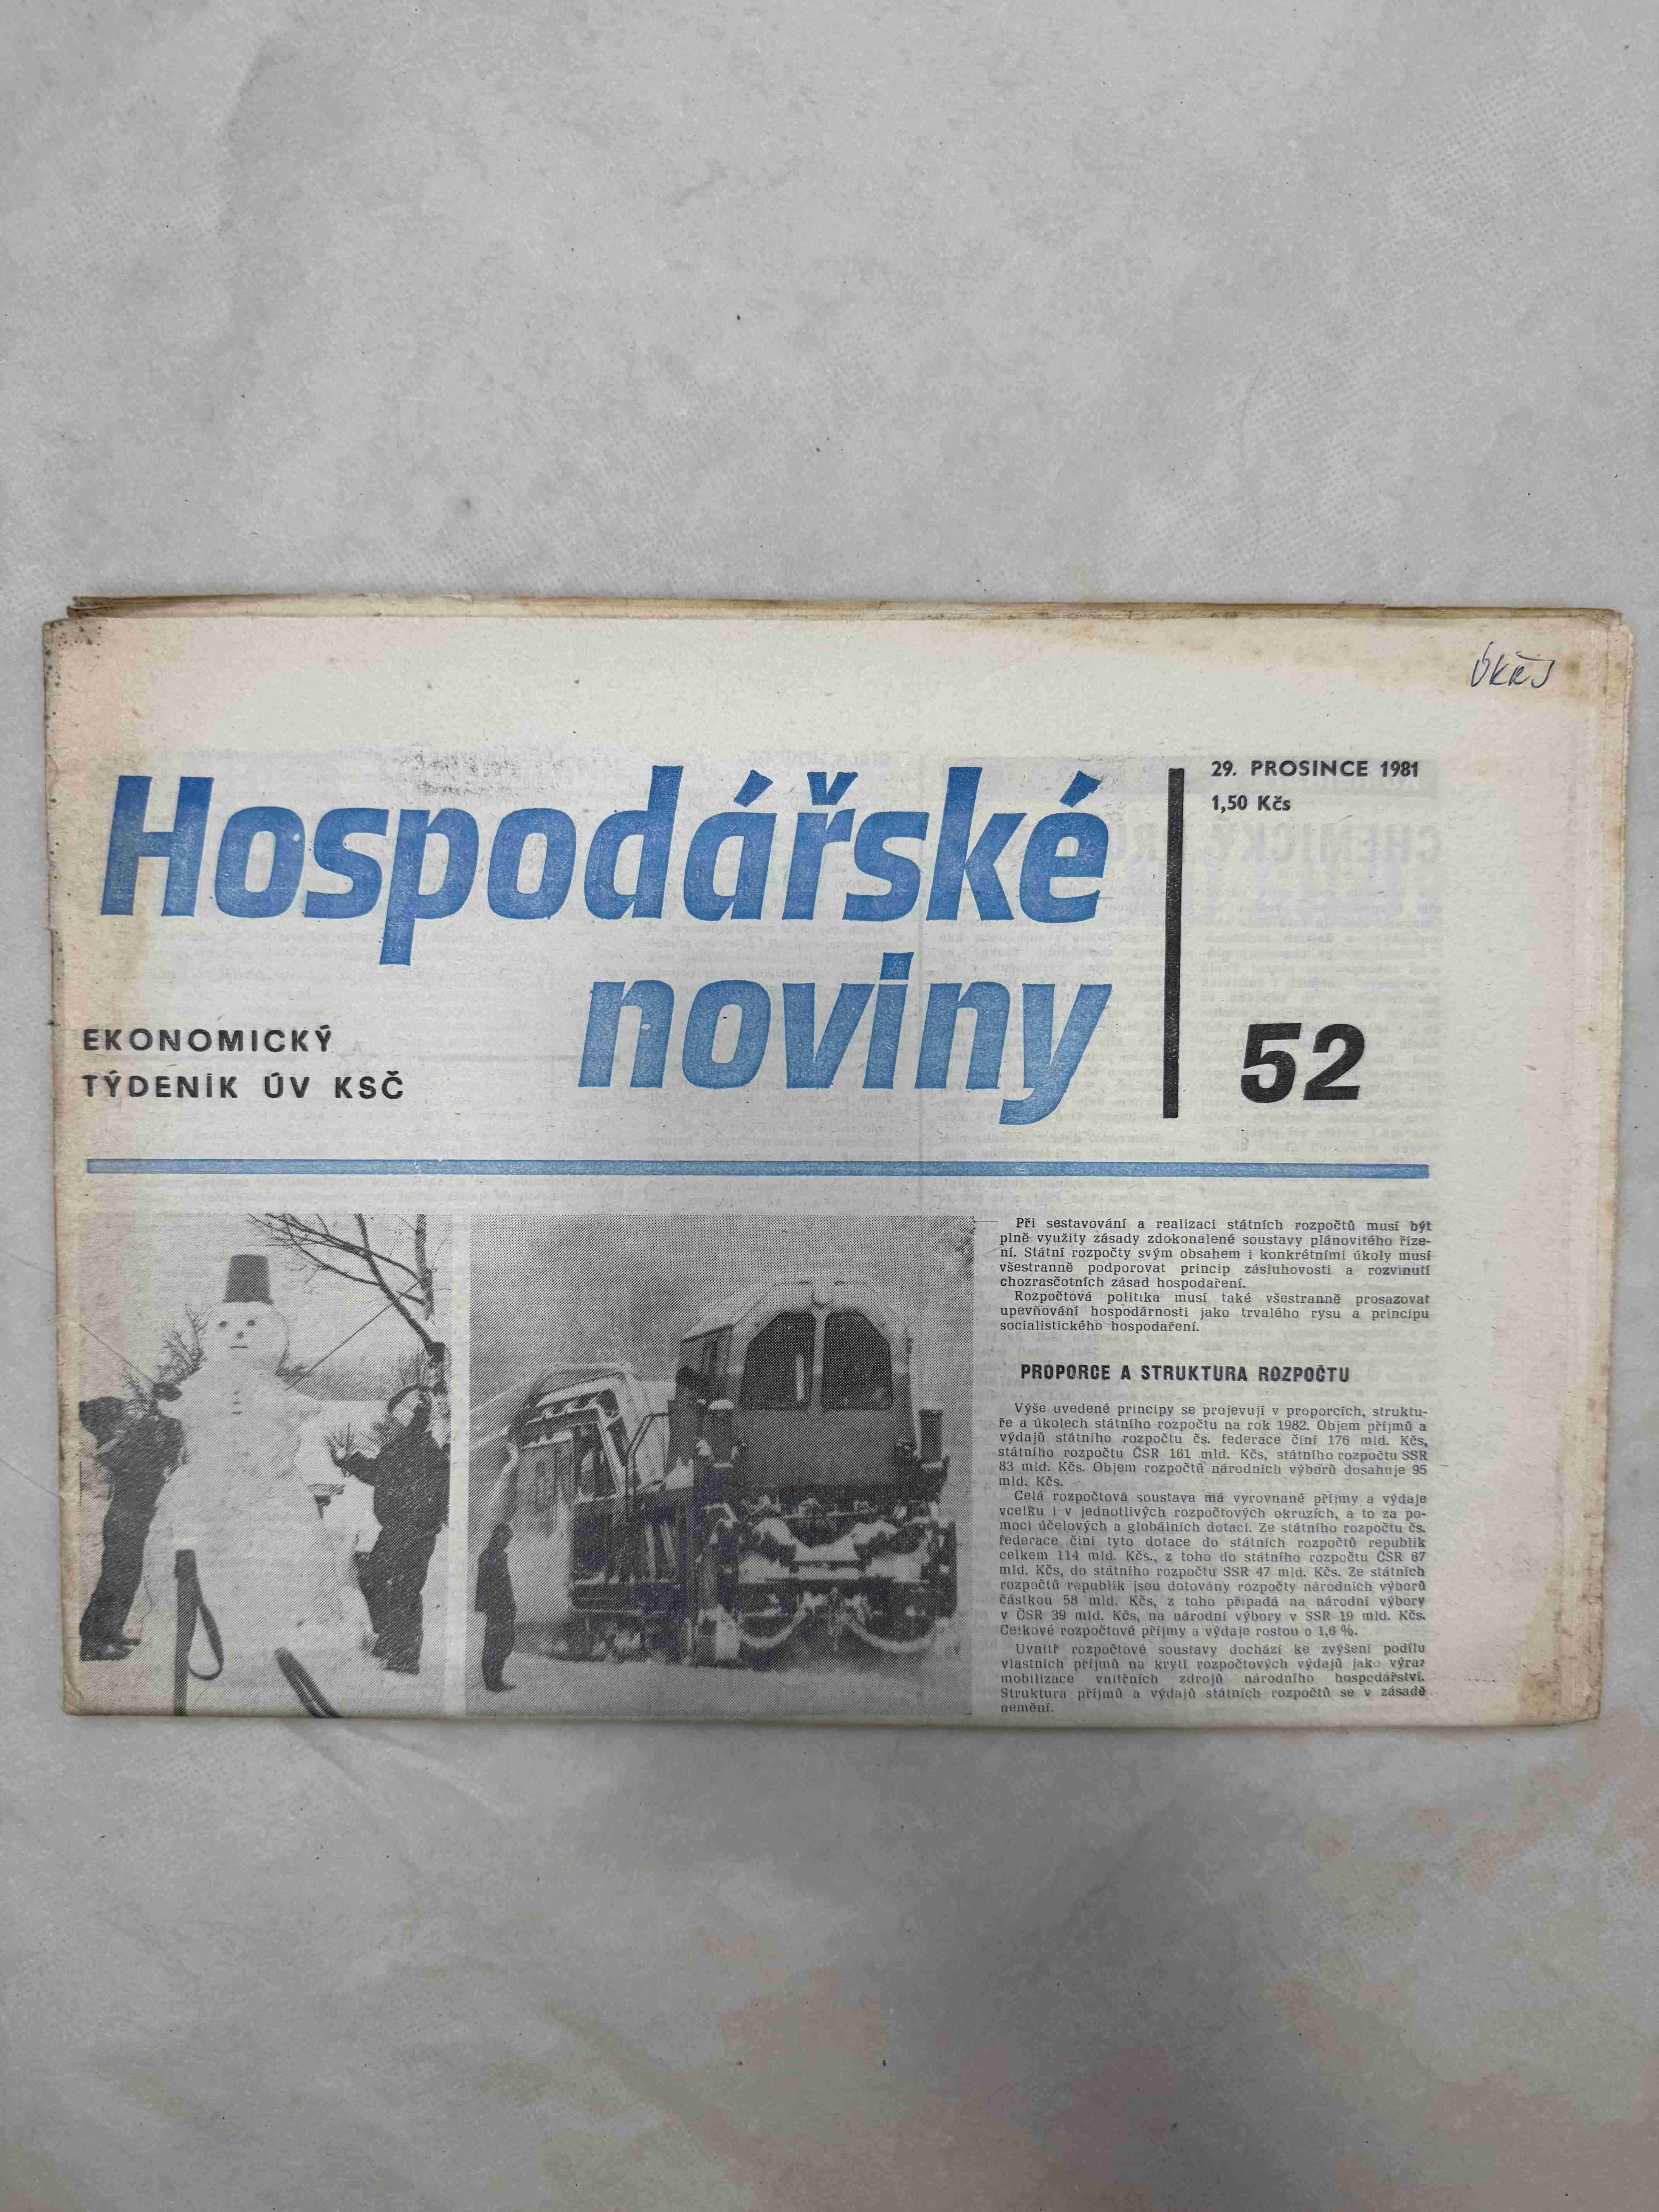 ÚKŘJ
29. PROSINCE 1981
1,50 Kčs
Hospodářské
noviny
EKONOMICKÝ
TÝDENÍK ÚV KSČ
52
Při sestavování a realizaci státních rozpočtů musí být
plně využity zásady zdokonalené soustavy plánovitého říze-
ní. Státní rozpočty svým obsahem i konkrétními úkoly musí
všestranně podporovat princip zásluhovosti a rozvinutí
chozrasčotních zásad hospodaření.
Rozpočtová politika musí také všestranně prosazovat
upevňování hospodárnosti jako trvalého rysu a principu
socialistického hospodaření.
PROPORCE A STRUKTURA ROZPOČTU
Výše uvedené principy se projevují v proporcích, struktu-
ře a úkolech státního rozpočtu na rok 1982. Objem příjmů a
výdajů státního rozpočtu čs. federace činí 176 mld. Kčs,
státního rozpočtu ČSR 161 mld. Kčs, státního rozpočtu SSR
83 mld. Kčs. Objem rozpočtů národních výborů dosahuje 95
mld. Kčs.
Celá rozpočtová soustava má vyrovnané příjmy a výdaje
vcelku i v jednotlivých rozpočtových okruzích, a to za po-
moci účelových a globálních dotací. Ze státního rozpočtu čs.
federace činí tyto dotace do státních rozpočtů republik
celkem 114 mld. Kčs., z toho do státního rozpočtu ČSR 67
mld. Kčs, do státního rozpočtu SSR 47 mld. Kčs. Ze státních
rozpočtů republik jsou dotovány rozpočty národních výborů
částkou 58 mld. Kčs, z toho připadá na národní výbory
v ČSR 39 mld. Kčs, na národní výbory v SSR 19 mld. Kčs.
Celkové rozpočtové příjmy a výdaje rostou o 1,6 %.
Uvnitř rozpočtové soustavy dochází ke zvýšení podílu
vlastních příjmů na krytí rozpočtových výdajů jako výraz
mobilizace vnitřních zdrojů národního hospodářství.
Struktura příjmů a výdajů státních rozpočtů se v zásadě
nemění.